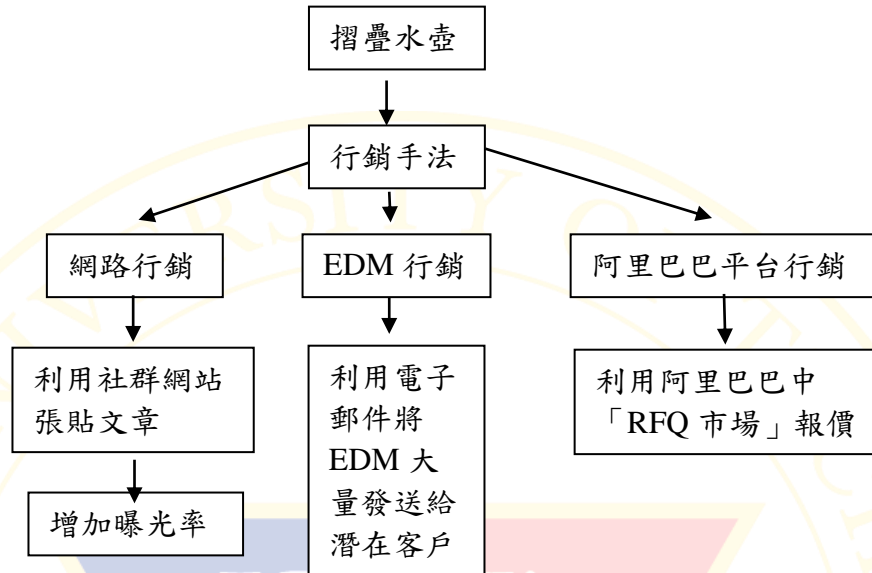 摺疊水壺
行銷手法
網路行銷
EDM 行銷
阿里巴巴平台行銷
利用社群網站
張貼文章
利用電子
郵件將
EDM 大
量發送給
潛在客戶
利用阿里巴巴中
「RFQ 市場」報價
增加曝光率